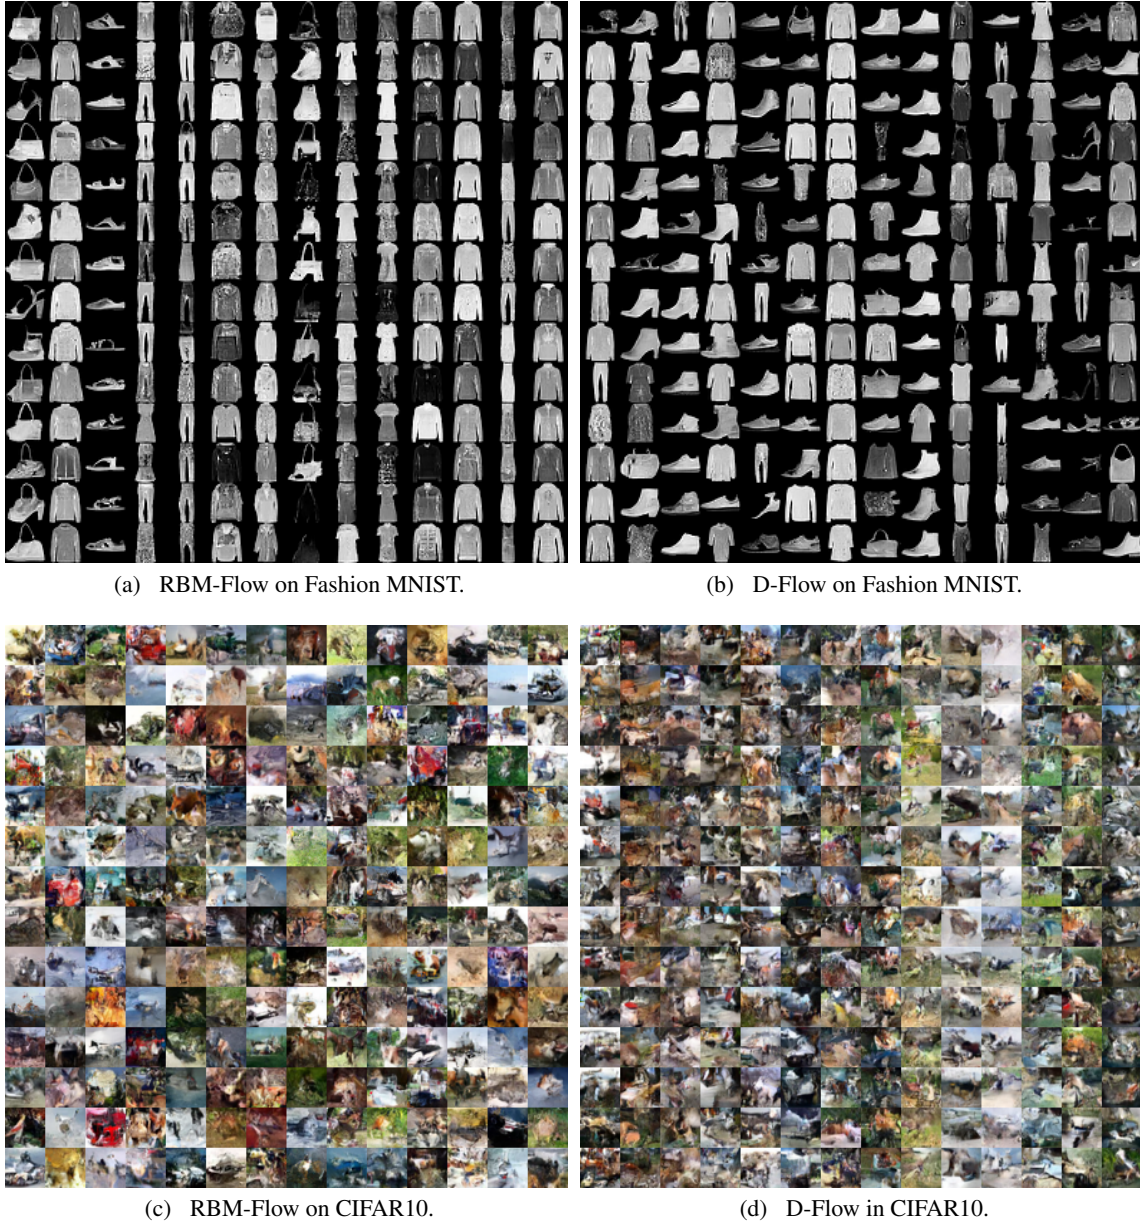 (a) RBM-Flow on Fashion MNIST.
(b) D-Flow on Fashion MNIST.
(c) RBM-Flow on CIFAR10.
(d) D-Flow in CIFAR10.